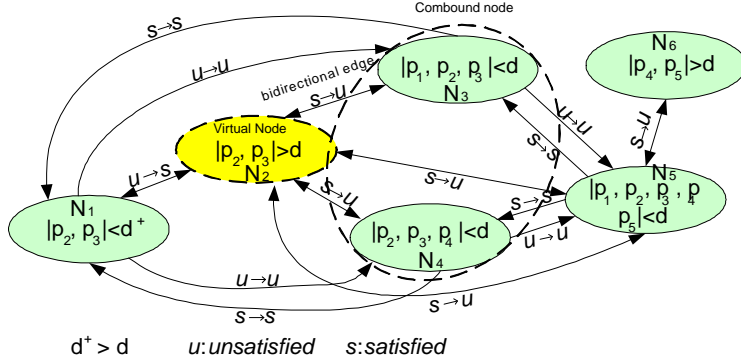 Combound node
s→s
N6
|p4, p5|>d
u→u
|p1, p2, p3|<d
N3
bidirectional edge
s→u
u→u
s→u
Virtual Node
|p2, p3|>d
N2
s→s
u→s
s→u
N5
|p1, p2, p3, p4
p5|<d
N1
|p2, p3|<d+
s→u
s→s
|p2, p3, p4|<d
N4
u→u
u→u
s→u
s→s
d+ > d u:unsatisfied s:satisfied